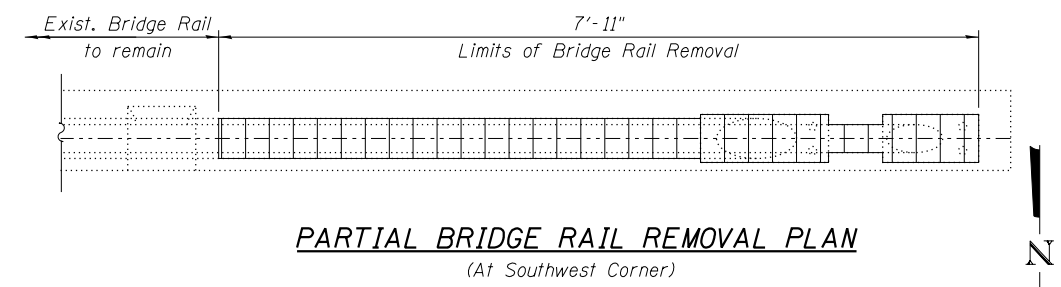 Exist. Bridge Rail
to remain
7'-11"
Limits of Bridge Rail Removal
PARTIAL BRIDGE RAIL REMOVAL PLAN
(At Southwest Corner)
N